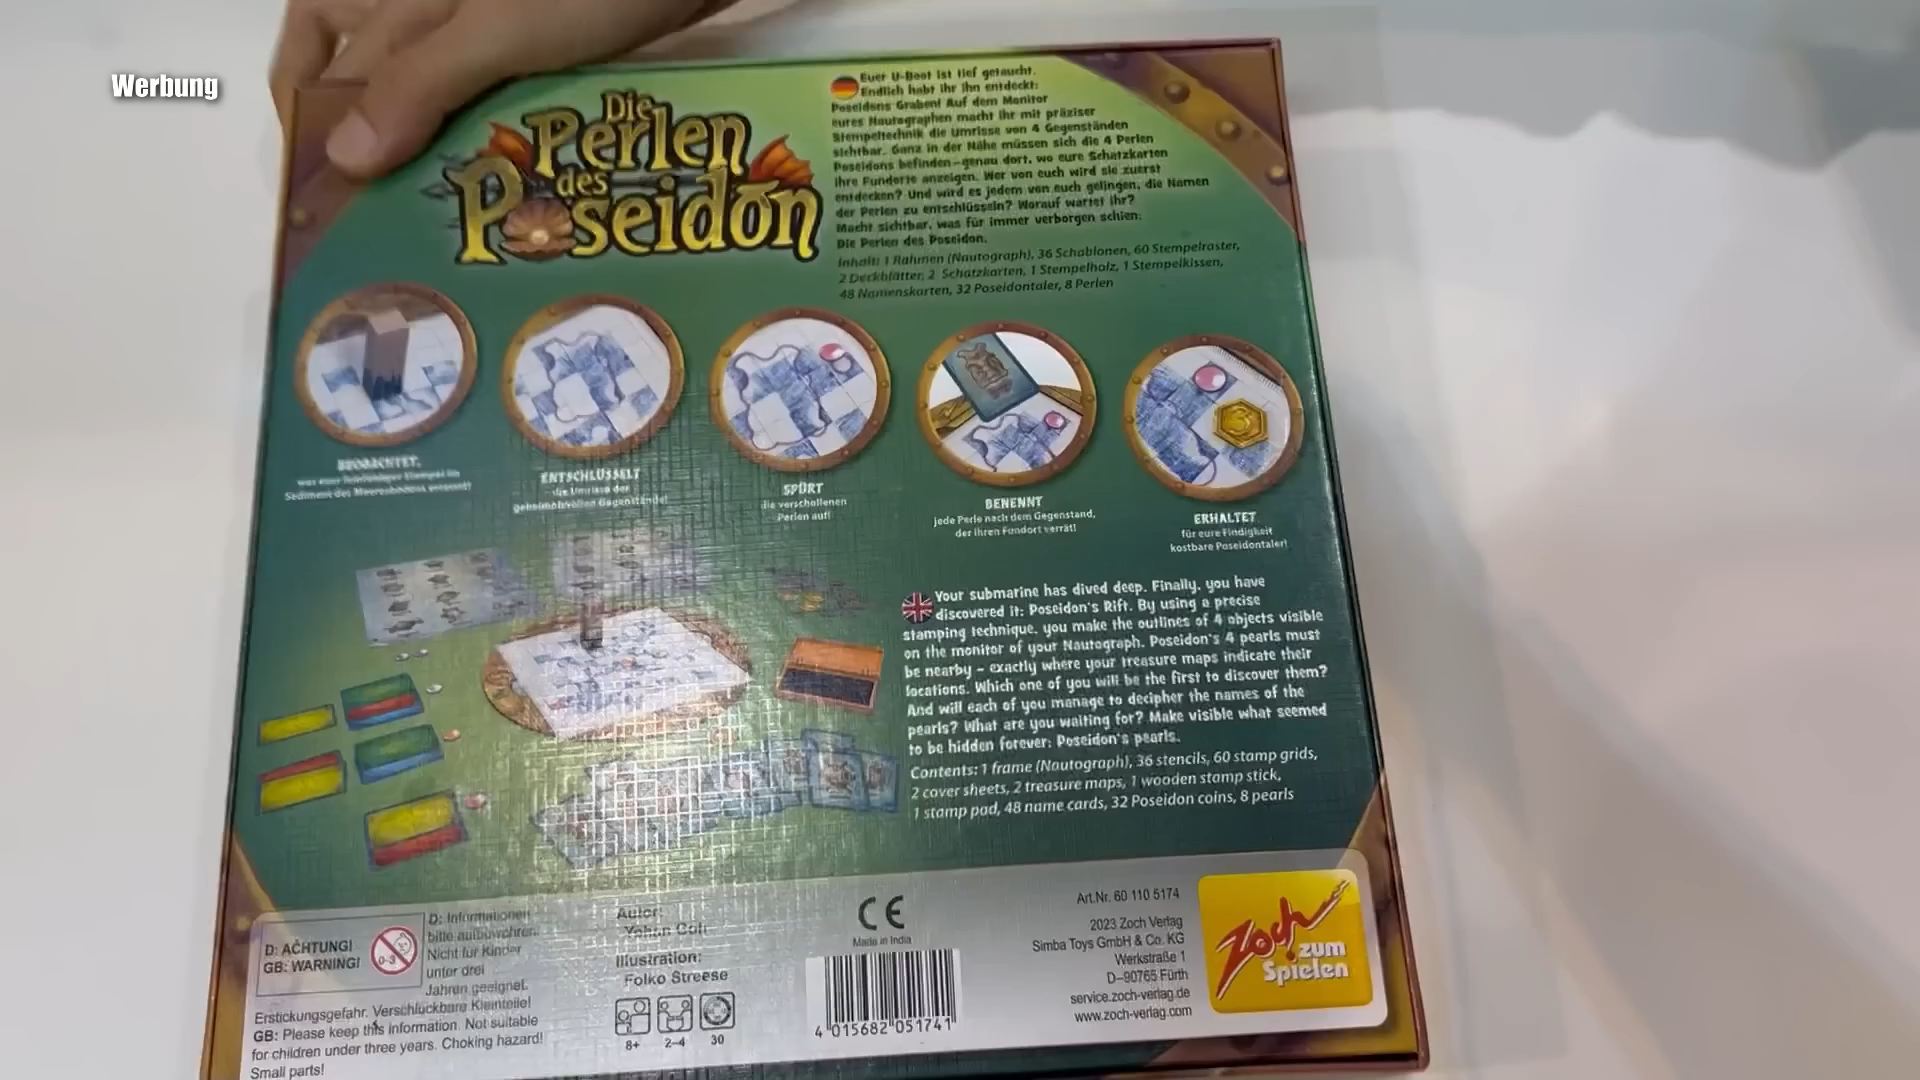 Werbung
Die
Perlen
des
Poseidon
Euer U-Boot ist tief getaucht.
Endlich habt ihr ihn entdeckt:
Poseidons Graben! Auf dem Monitor
eures Nautographen macht ihr mit präziser
Stempeltechnik die Umrisse von 4 Gegenständen
sichtbar. Ganz in der Nähe müssen sich die 4 Perlen
Poseidons befinden – genau dort, wo eure Schatzkarten
ihre Fundorte anzeigen. Wer von euch wird sie zuerst
entdecken? Und wird es jedem von euch gelingen, die Namen
der Perlen zu entschlüsseln? Worauf wartet ihr?
Macht sichtbar, was für immer verborgen schien:
Die Perlen des Poseidon.
Inhalt: 1 Rahmen (Nautograph), 36 Schablonen, 60 Stempelraster,
2 Deckblätter, 2 Schatzkarten, 1 Stempelholz, 1 Stempelkissen,
48 Namenskarten, 32 Poseidontaler, 8 Perlen
BEOBACHTET,
Sediment des Meeresbodens
ENTSCHLÜSSELT
die Umrisse der
geheimnisvollen Gegenstände!
SPÜRT
die verschollenen
Perlen auf!
BENENNT
jede Perle nach dem Gegenstand,
der ihren Fundort verrät!
3
ERHALTET
für eure Findigkeit
kostbare Poseidontaler!
Your submarine has dived deep. Finally, you have
discovered it: Poseidon's Rift. By using a precise
stamping technique, you make the outlines of 4 objects visible
on the monitor of your Nautograph. Poseidon's 4 pearls must
be nearby – exactly where your treasure maps indicate their
locations. Which one of you will be the first to discover them?
And will each of you manage to decipher the names of the
pearls? What are you waiting for? Make visible what seemed
to be hidden forever: Poseidon's pearls.
Contents: 1 frame (Nautograph), 36 stencils, 60 stamp grids,
2 cover sheets, 2 treasure maps, 1 wooden stamp stick,
1 stamp pad, 48 name cards, 32 Poseidon coins, 8 pearls
D: ACHTUNG!
GB: WARNING!
0-3
D: Informationen
bitte aufbewahren.
Nicht für Kinder
unter drei
Jahren geeignet.
Erstickungsgefahr. Verschluckbare Kleinteile!
GB: Please keep this information. Not suitable
for children under three years. Choking hazard!
Small parts!
Autor:
Illustration:
Folko Streese
8+
2–4
30
CE
Made in India
4 015682 051741
Art.Nr. 60 110 5174
2023 Zoch Verlag
Simba Toys GmbH & Co. KG
Werkstraße 1
D–90765 Fürth
service.zoch-verlag.de
www.zoch-verlag.com
Zoch
zum
Spielen